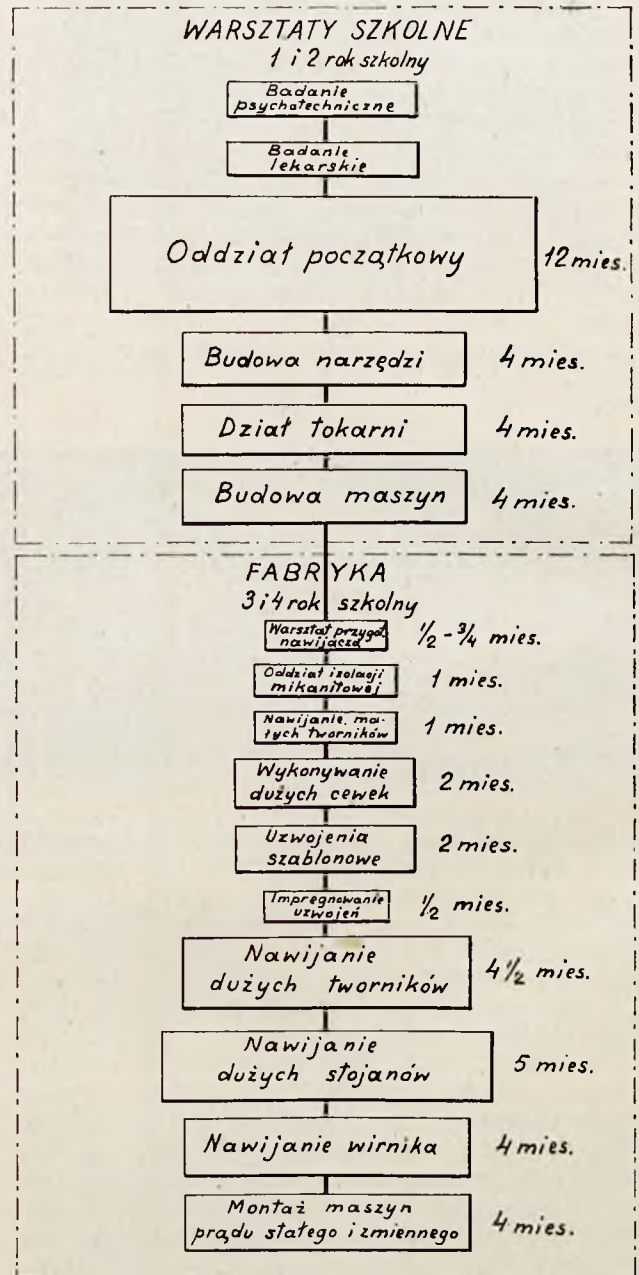 WARSZTATY SZKOLNE
1 i 2 rok szkolny
Badanie
psychotechniczne
Badanie
lekarskie
Oddział początkowy 12 mies.
Budowa narzędzi 4 mies.
Dział tokarni 4 mies.
Budowa maszyn 4 mies.
FABRYKA
3 i 4 rok szkolny
Warsztat przygot. ½ - ¾ mies.
nawijacza
Oddział izolacji
mikanitowej 1 mies.
Nawijanie ma-
łych tworników 1 mies.
Wykonywanie
dużych cewek 2 mies.
Uzwojenia
szablonowe 2 mies.
Impregnowanie
uzwojeń ½ mies.
Nawijanie
dużych tworników 4 ½ mies.
Nawijanie
dużych stojanów 5 mies.
Nawijanie wirnika 4 mies.
Montaż maszyn
prądu stałego i zmiennego 4 mies.